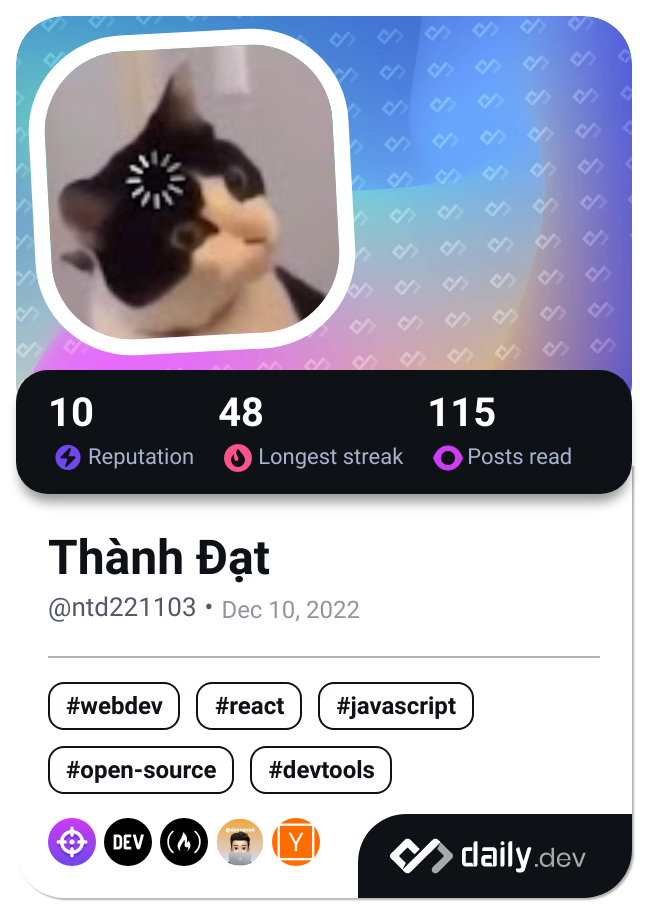 10 48 115
Reputation Longest streak Posts read
Thành Đạt
@ntd221103 • Dec 10, 2022
#webdev #react #javascript
#open-source #devtools
DEV Y
daily.dev